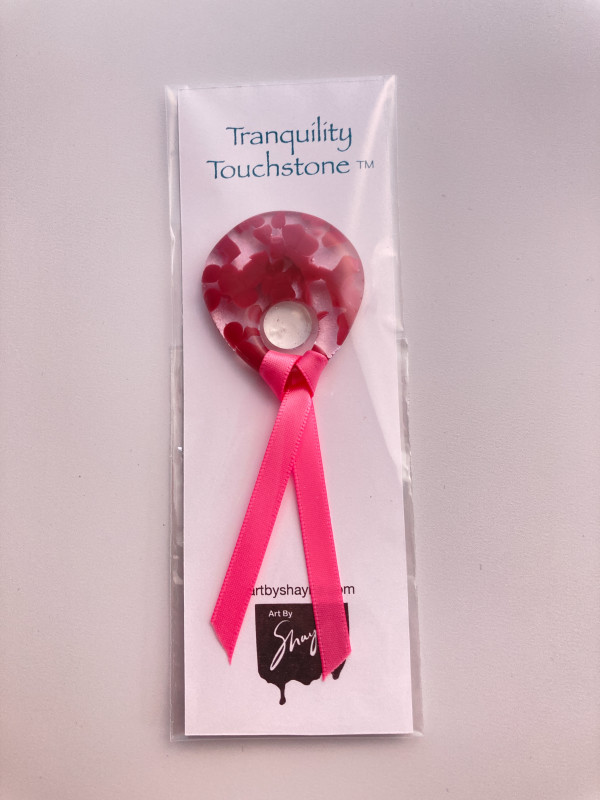 Tranquility
Touchstone ™
Art By